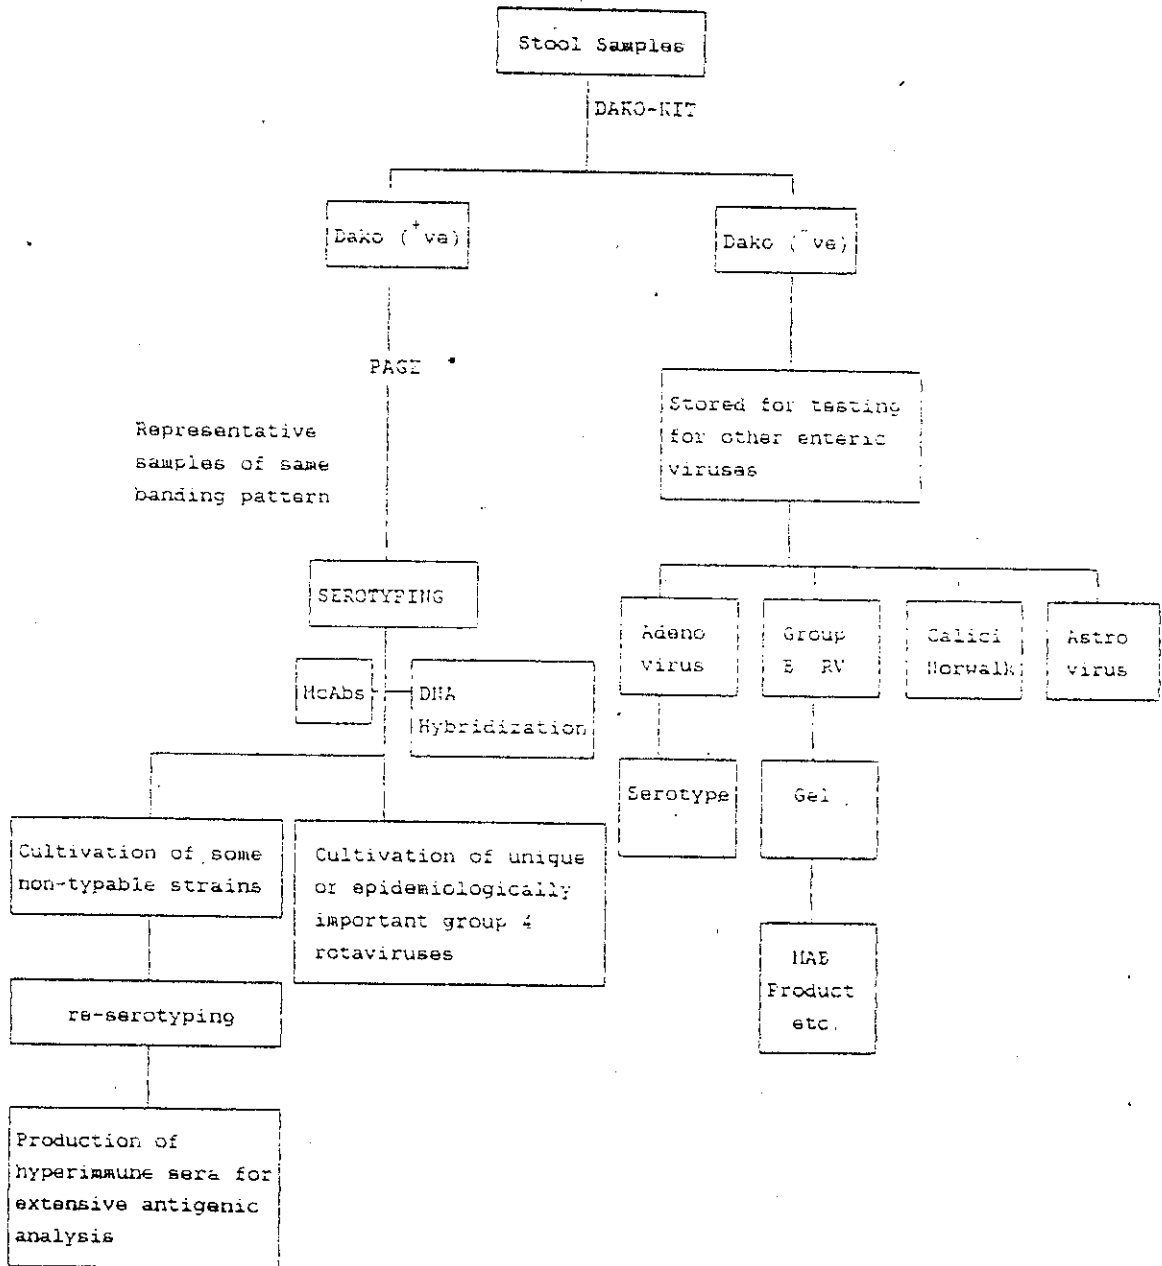 Stool Samples
DAKO-KIT
Dako (+ve)
Dako (-ve)
PAGE
Representative
samples of same
banding pattern
Stored for testing
for other enteric
viruses
SEROTYPING
McAbs
DNA
Hybridization
Adeno
virus
Group
B RV
Calici
Norwalk
Astro
virus
Serotype
Gel
Cultivation of some
non-typable strains
Cultivation of unique
or epidemiologically
important group 4
rotaviruses
MAB
Product
etc.
re-serotyping
Production of
hyperimmune sera for
extensive antigenic
analysis